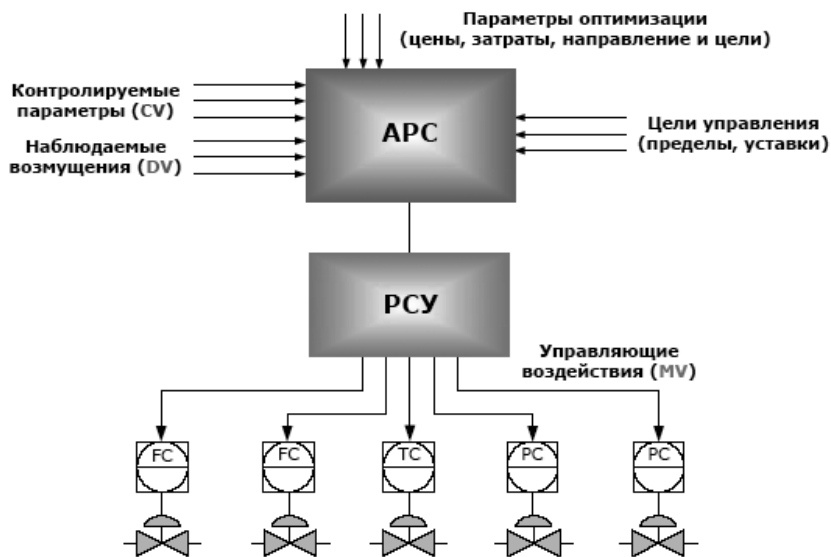 Параметры оптимизации
(цены, затраты, направление и цели)
Контролируемые
параметры (CV)
Наблюдаемые
возмущения (DV)
АРС
Цели управления
(пределы, уставки)
РСУ
Управляющие
воздействия (MV)
FC
FC
TC
PC
PC